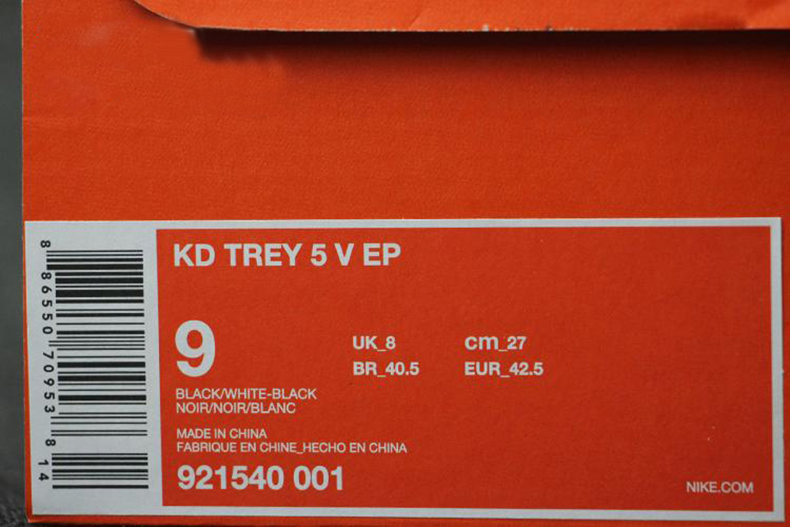 KD TREY 5 V EP
9
UK_8 cm_27
BR_40.5 EUR_42.5
BLACK/WHITE-BLACK
NOIR/NOIR/BLANC
MADE IN CHINA
FABRIQUE EN CHINE_HECHO EN CHINA
921540 001
NIKE.COM
8 86550 70953 8 14